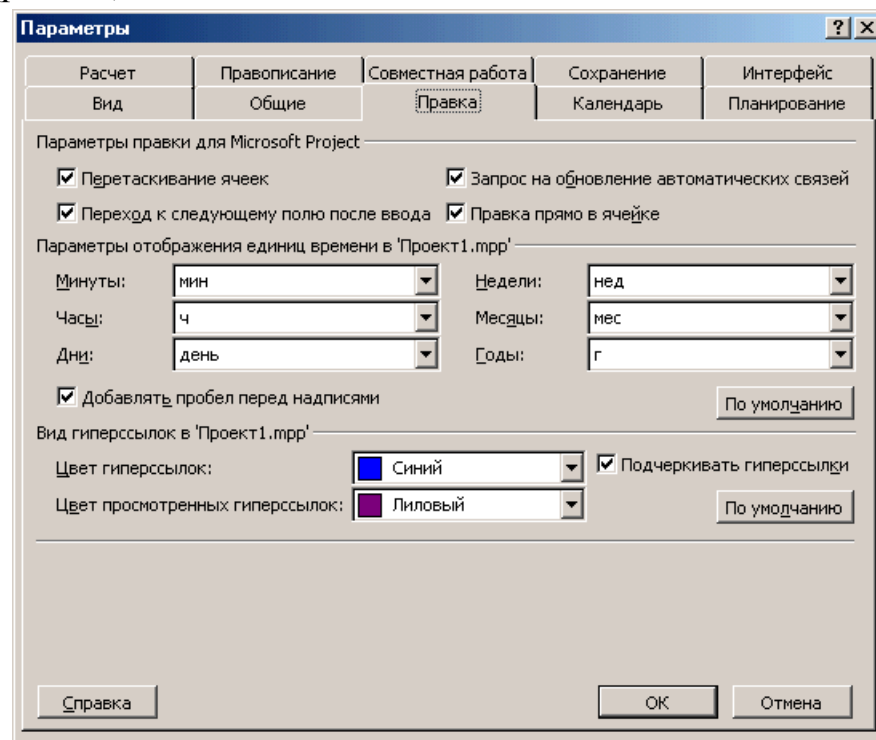 Параметры
Расчет Правописание Совместная работа Сохранение Интерфейс
Вид Общие Правка Календарь Планирование
Параметры правки для Microsoft Project
Перетаскивание ячеек Запрос на обновление автоматических связей
Переход к следующему полю после ввода Правка прямо в ячейке
Параметры отображения единиц времени в 'Проект1.mpp'
Минуты: мин Недели: нед
Часы: ч Месяцы: мес
Дни: день Годы: г
Добавлять пробел перед надписями По умолчанию
Вид гиперссылок в 'Проект1.mpp'
Цвет гиперссылок: Синий Подчеркивать гиперссылки
Цвет просмотренных гиперссылок: Лиловый По умолчанию
Справка ОК Отмена